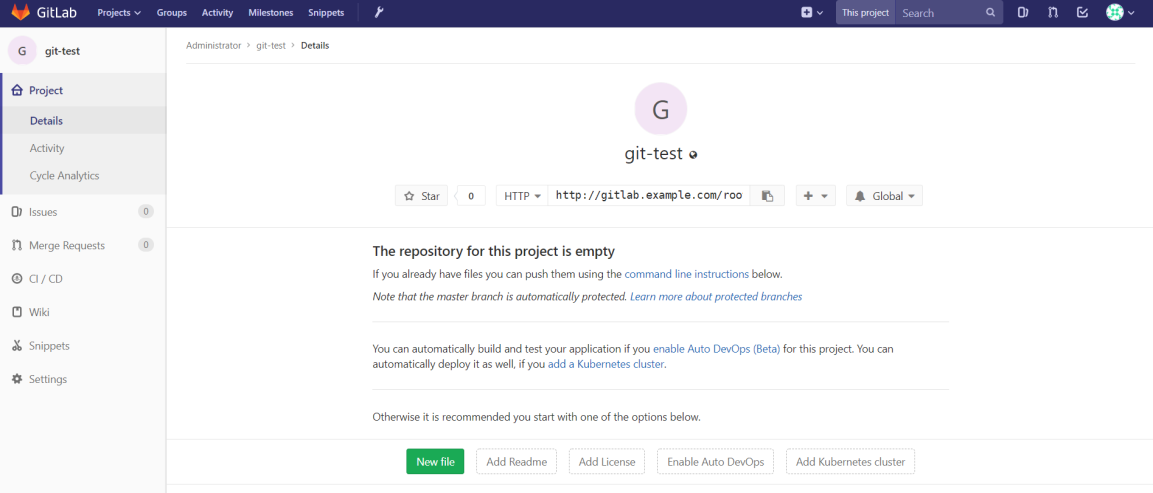 GitLab Projects Groups Activity Milestones Snippets This project Search
G git-test
Administrator > git-test > Details
Project
Details
Activity
Cycle Analytics
Issues 0
Merge Requests 0
CI / CD
Wiki
Snippets
Settings
G
git-test
Star 0 HTTP http://gitlab.example.com/roo Global
The repository for this project is empty
If you already have files you can push them using the command line instructions below.
Note that the master branch is automatically protected. Learn more about protected branches
You can automatically build and test your application if you enable Auto DevOps (Beta) for this project. You can
automatically deploy it as well, if you add a Kubernetes cluster.
Otherwise it is recommended you start with one of the options below.
New file Add Readme Add License Enable Auto DevOps Add Kubernetes cluster